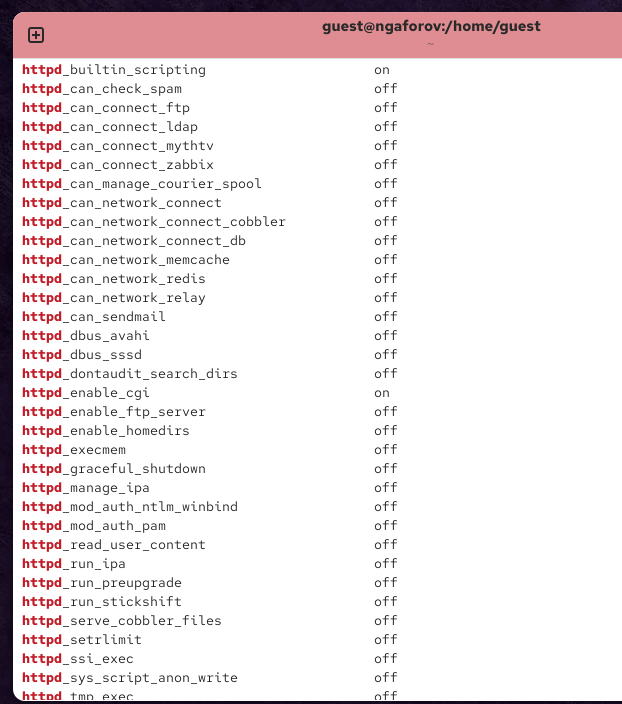 guest@ngaforov:/home/guest
~
httpd_builtin_scripting on
httpd_can_check_spam off
httpd_can_connect_ftp off
httpd_can_connect_ldap off
httpd_can_connect_mythtv off
httpd_can_connect_zabbix off
httpd_can_manage_courier_spool off
httpd_can_network_connect off
httpd_can_network_connect_cobbler off
httpd_can_network_connect_db off
httpd_can_network_memcache off
httpd_can_network_redis off
httpd_can_network_relay off
httpd_can_sendmail off
httpd_dbus_avahi off
httpd_dbus_sssd off
httpd_dontaudit_search_dirs off
httpd_enable_cgi on
httpd_enable_ftp_server off
httpd_enable_homedirs off
httpd_execmem off
httpd_graceful_shutdown off
httpd_manage_ipa off
httpd_mod_auth_ntlm_winbind off
httpd_mod_auth_pam off
httpd_read_user_content off
httpd_run_ipa off
httpd_run_preupgrade off
httpd_run_stickshift off
httpd_serve_cobbler_files off
httpd_setrlimit off
httpd_ssi_exec off
httpd_sys_script_anon_write off
httpd_tmp_exec off